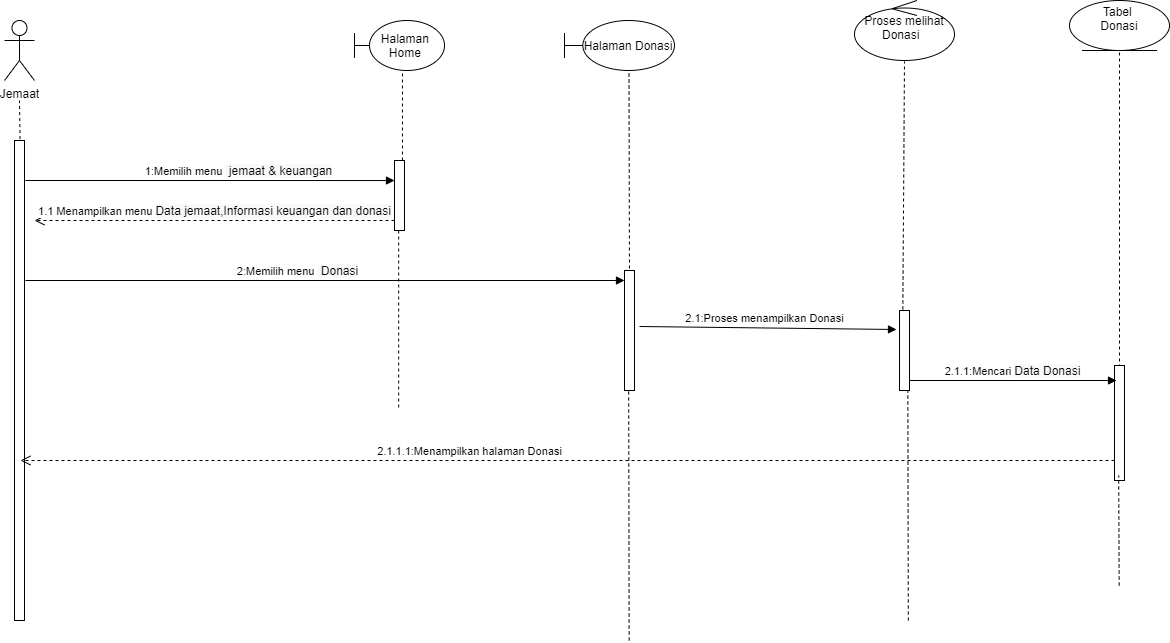 Halaman
Home
Halaman Donasi
Proses melihat
Donasi
Tabel
Donasi
Jemaat
1:Memilih menu  jemaat & keuangan
1.1 Menampilkan menu Data jemaat,Informasi keuangan dan donasi
2:Memilih menu  Donasi
2.1:Proses menampilkan Donasi
2.1.1:Mencari Data Donasi
2.1.1.1:Menampilkan halaman Donasi